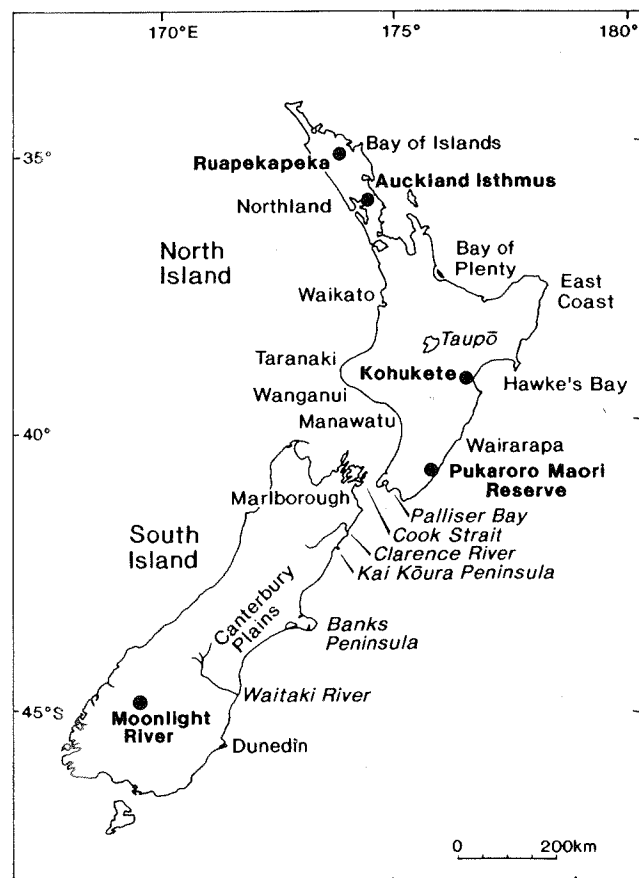 170°E
175°
180°
35°
Bay of Islands
Ruapekapeka
Auckland Isthmus
Northland
North
Island
Bay of
Plenty
East
Coast
Waikato
Taupō
Taranaki
Kohukete
Hawke's Bay
Wanganui
Manawatu
40°
Wairarapa
Pukaroro Maori
Reserve
Marlborough
Palliser Bay
South
Island
Cook Strait
Clarence River
Kai Kōura Peninsula
Canterbury
Plains
Banks
Peninsula
Waitaki River
45°S
Moonlight
River
Dunedin
0
200km